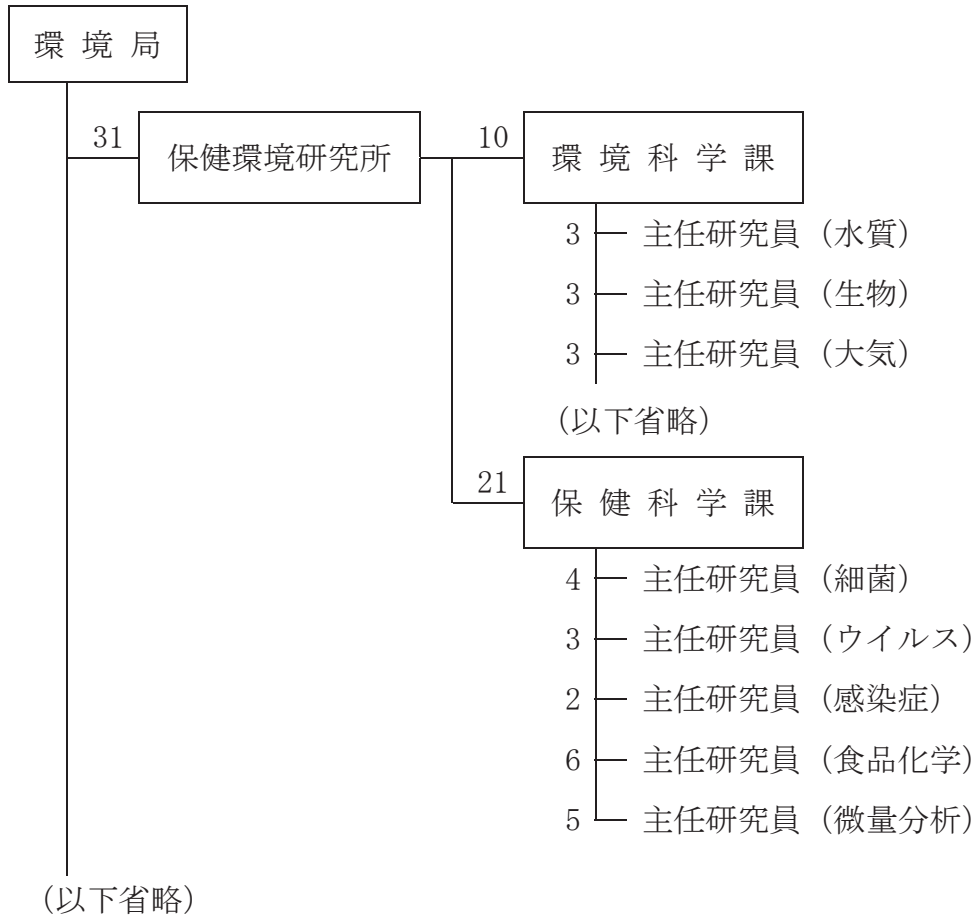 環境局
31 保健環境研究所 10 環境科学課
3 主任研究員（水質）
3 主任研究員（生物）
3 主任研究員（大気）
（以下省略）
21 保健科学課
4 主任研究員（細菌）
3 主任研究員（ウイルス）
2 主任研究員（感染症）
6 主任研究員（食品化学）
5 主任研究員（微量分析）
（以下省略）